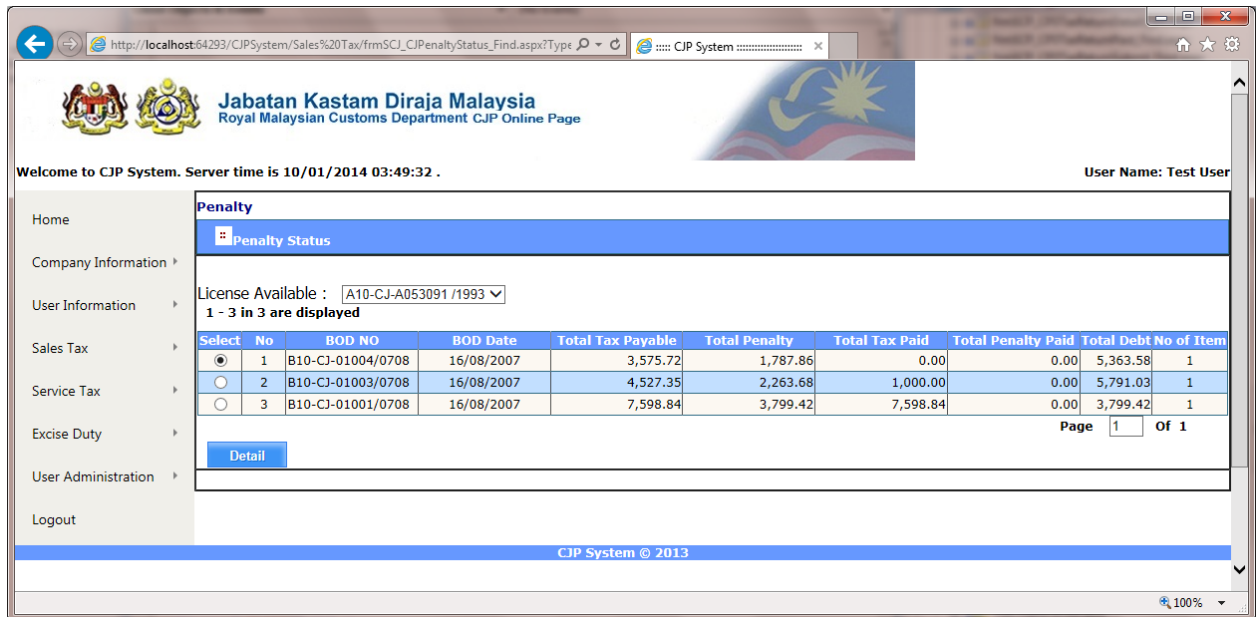 http://localhost:64293/CJPSystem/Sales%20Tax/frmSCJ_CJPenaltyStatus_Find.aspx?Type
::::: CJP System ::::::::::::::::::::::
Jabatan Kastam Diraja Malaysia
Royal Malaysian Customs Department CJP Online Page
Welcome to CJP System. Server time is 10/01/2014 03:49:32 .
User Name: Test User
Home
Company Information
User Information
Sales Tax
Service Tax
Excise Duty
User Administration
Logout
Penalty
Penalty Status
License Available : A10-CJ-A053091 /1993
1 - 3 in 3 are displayed
Select No BOD NO BOD Date Total Tax Payable Total Penalty Total Tax Paid Total Penalty Paid Total Debt No of Item
1 B10-CJ-01004/0708 16/08/2007 3,575.72 1,787.86 0.00 0.00 5,363.58 1
2 B10-CJ-01003/0708 16/08/2007 4,527.35 2,263.68 1,000.00 0.00 5,791.03 1
3 B10-CJ-01001/0708 16/08/2007 7,598.84 3,799.42 7,598.84 0.00 3,799.42 1
Page 1 Of 1
Detail
CJP System © 2013
100%